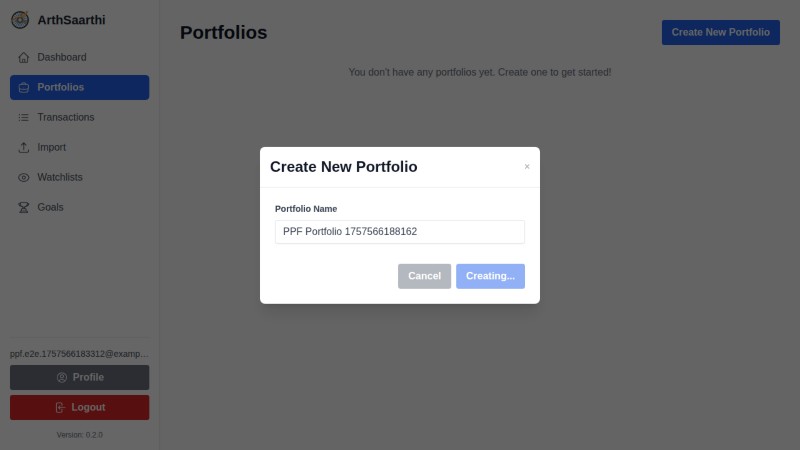 ArthSaarthi
Dashboard
Portfolios
Transactions
Import
Watchlists
Goals
ppf.e2e.1757566183312@examp...
Profile
Logout
Version: 0.2.0
Portfolios
Create New Portfolio
You don't have any portfolios yet. Create one to get started!
Create New Portfolio
×
Portfolio Name
PPF Portfolio 1757566188162
Cancel
Creating...